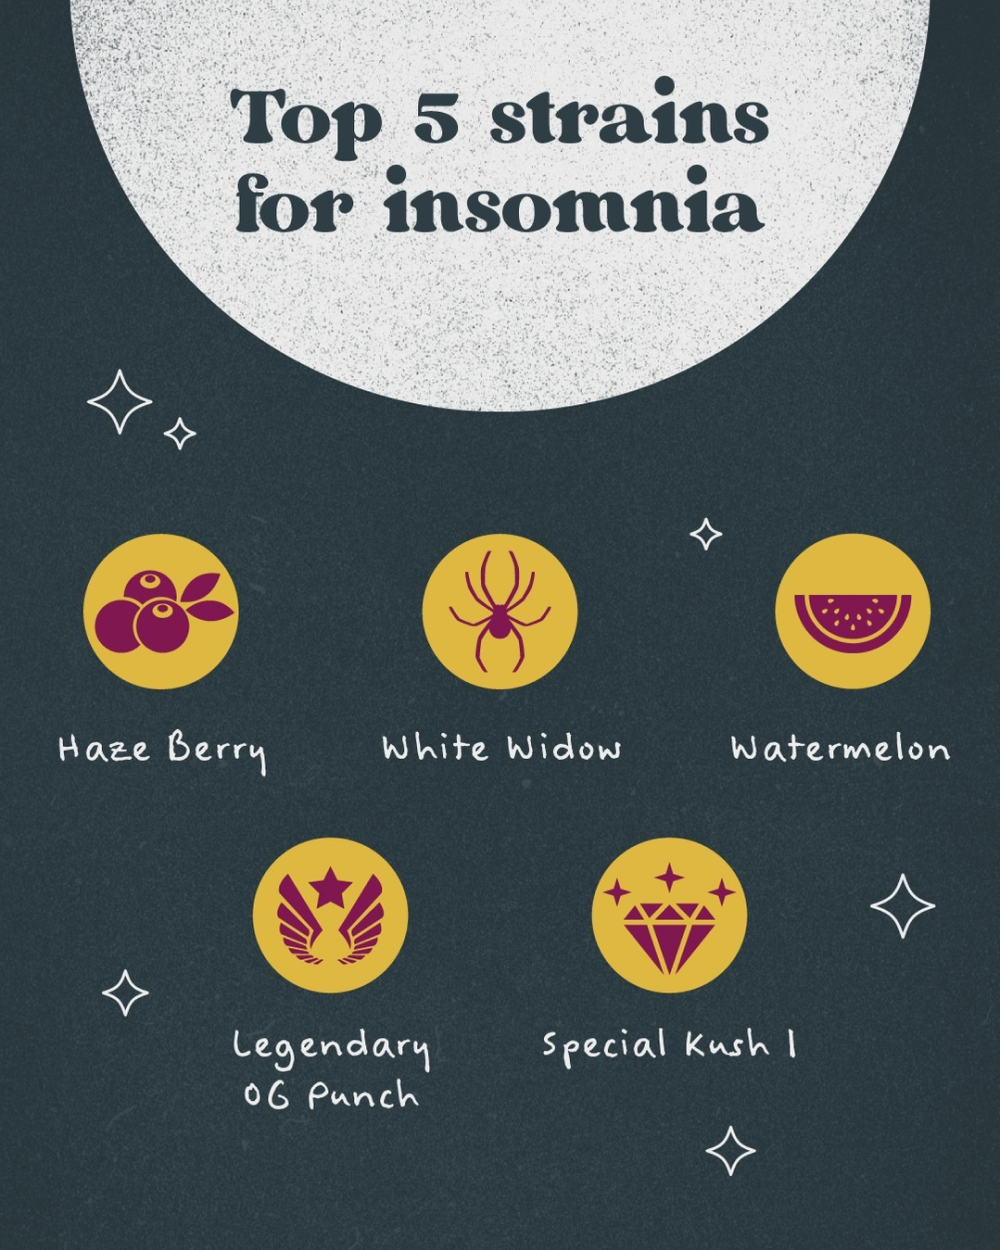 Top 5 strains
for insomnia
Haze Berry
White Widow
Watermelon
Legendary
OG Punch
Special Kush 1